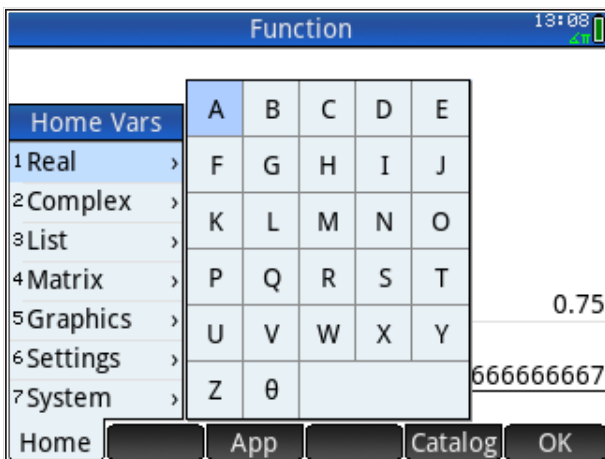 Function 13:08
∡π
Home Vars
1 Real ›
2 Complex ›
3 List ›
4 Matrix ›
5 Graphics ›
6 Settings ›
7 System ›
A B C D E
F G H I J
K L M N O
P Q R S T
U V W X Y
Z θ
0.75
666666667
Home App Catalog OK